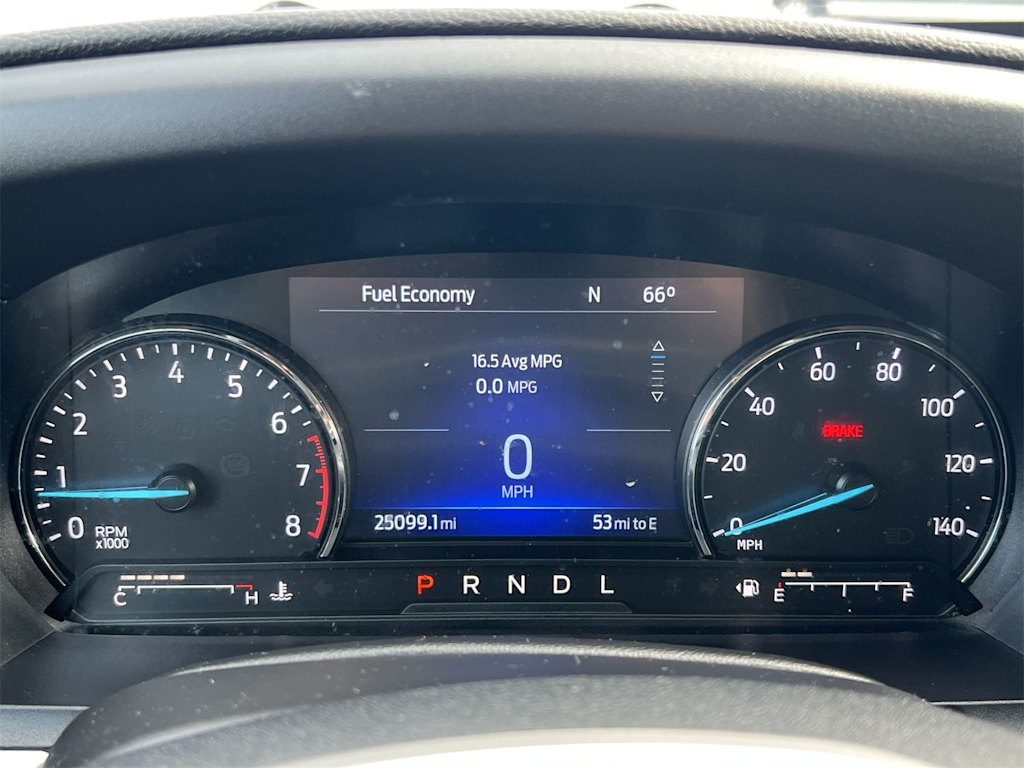 Fuel Economy N 66º
16.5 Avg MPG
0.0 MPG
0
MPH
25099.1 mi 53 mi to E
0 1 2 3 4 5 6 7 8
RPM
x1000
0 20 40 60 80 100 120 140
BRAKE
MPH
C H
P R N D L
E F